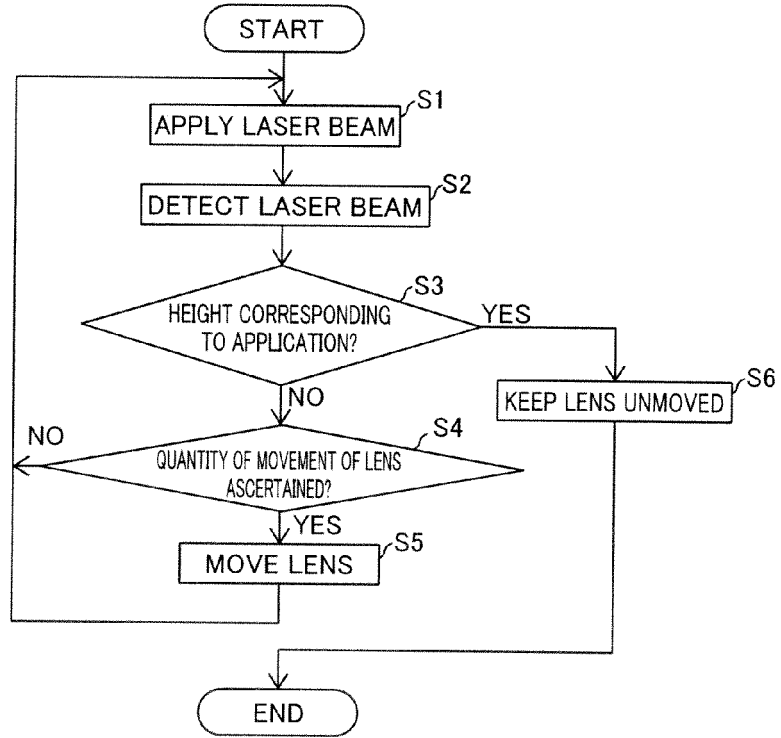 START
S1
APPLY LASER BEAM
S2
DETECT LASER BEAM
S3
HEIGHT CORRESPONDING
TO APPLICATION?
YES
S6
KEEP LENS UNMOVED
NO
S4
NO
QUANTITY OF MOVEMENT OF LENS
ASCERTAINED?
YES
S5
MOVE LENS
END